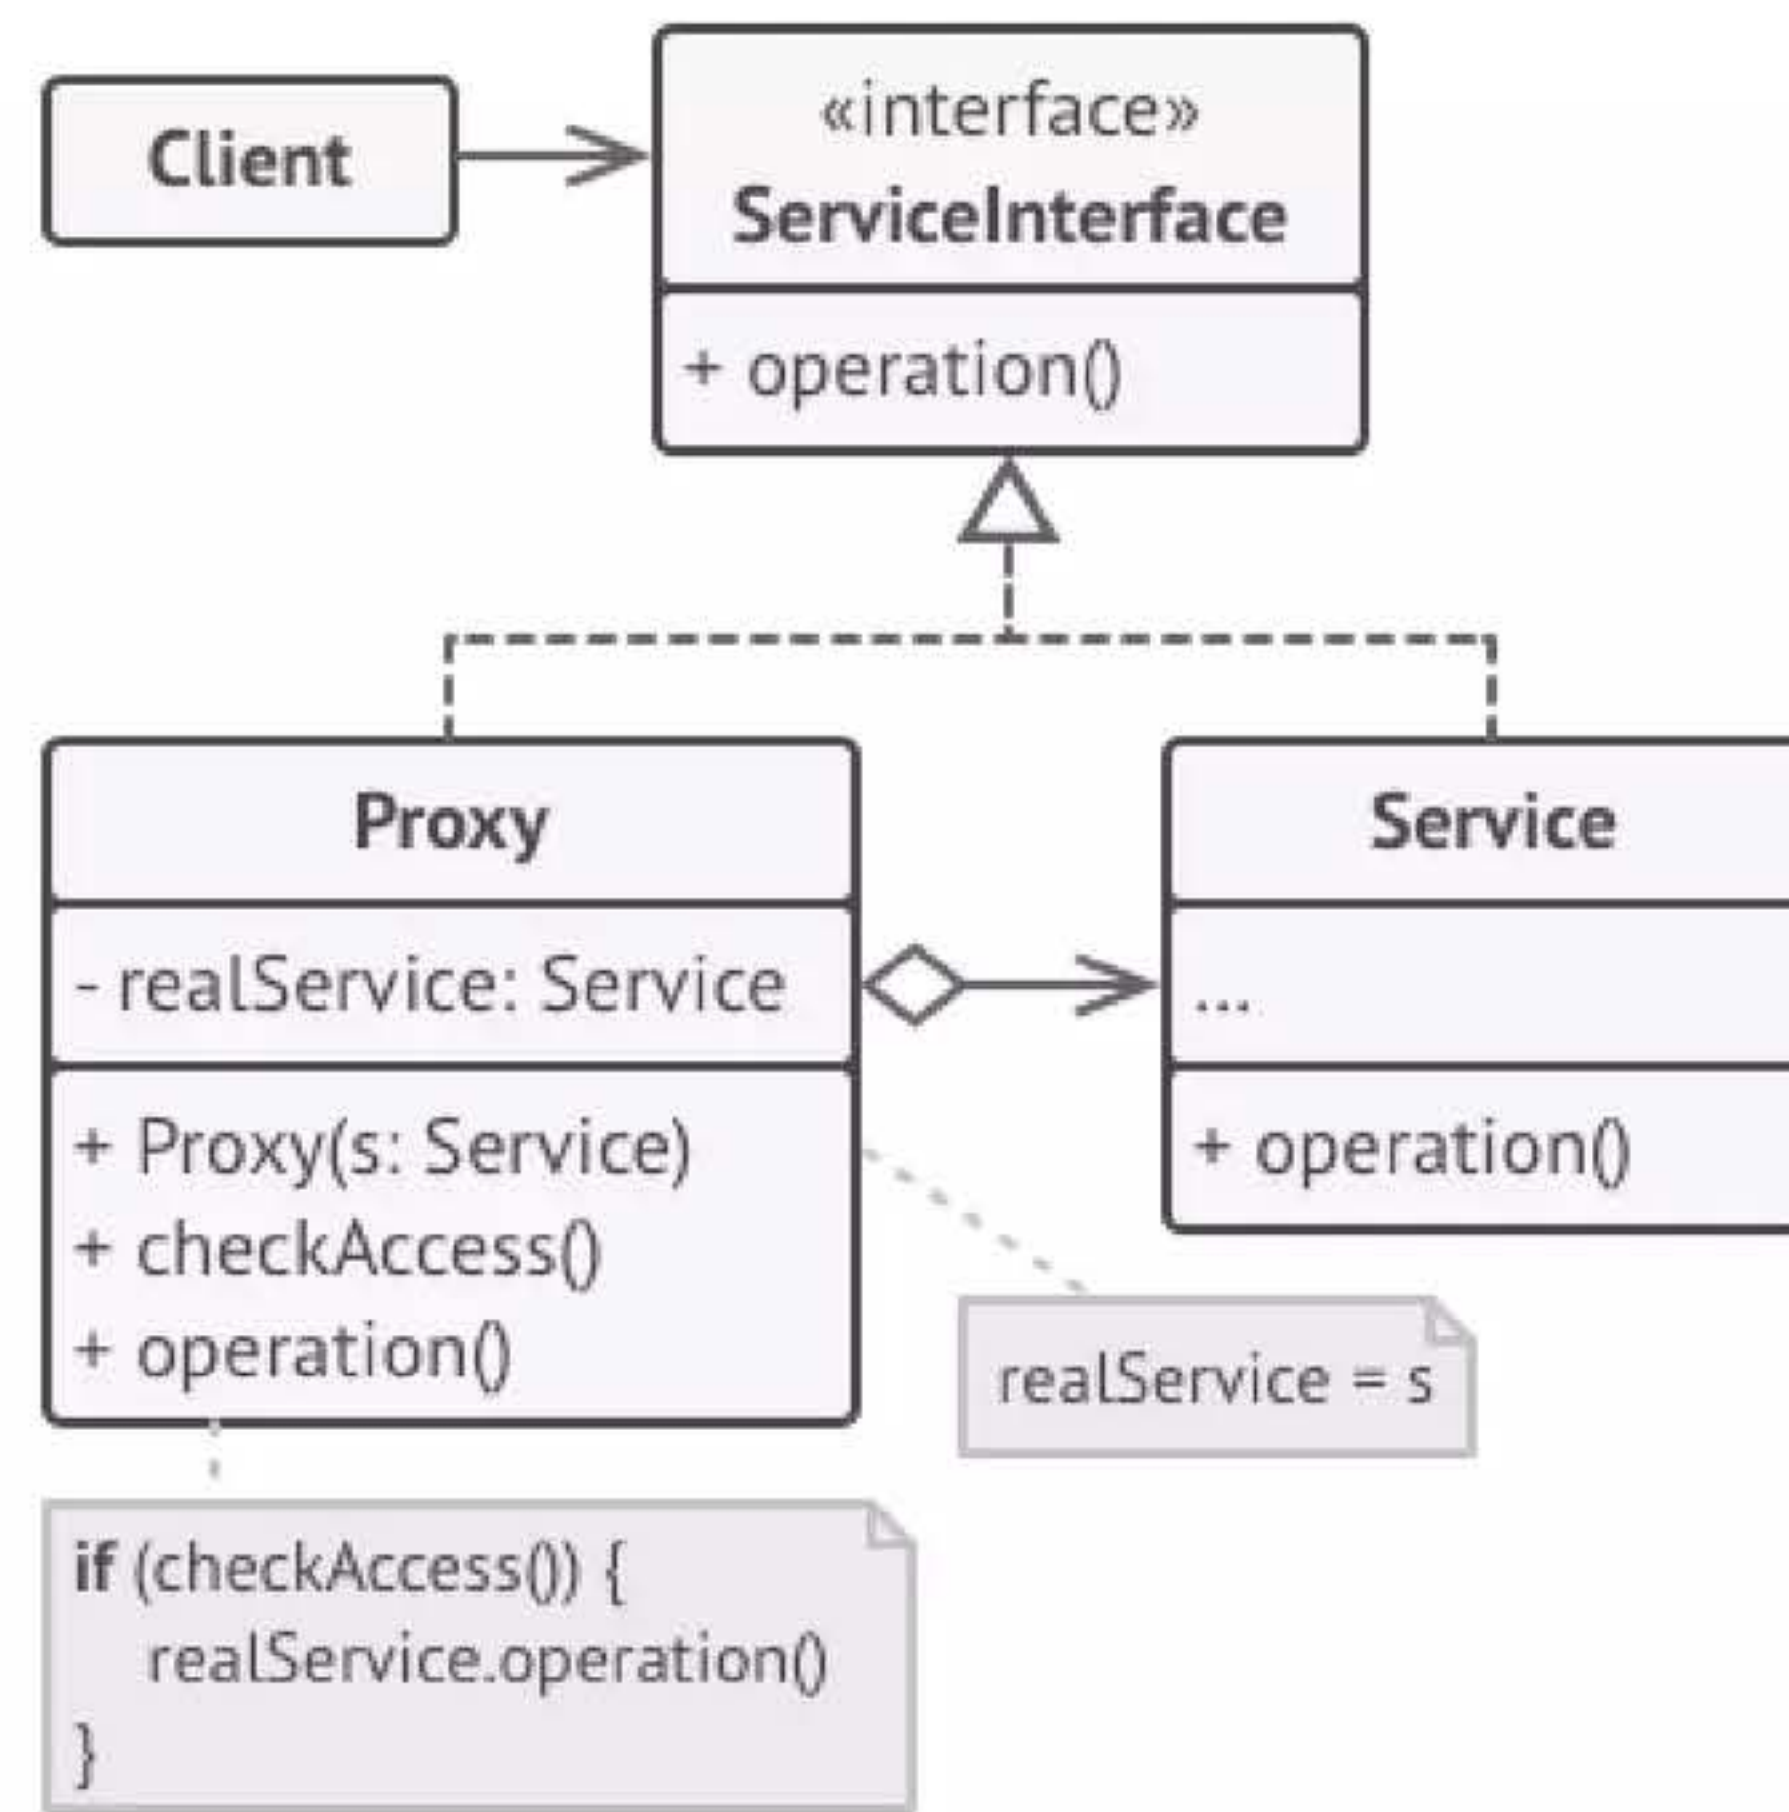 Client
«interface»
ServiceInterface
+ operation()
Proxy
- realService: Service
+ Proxy(s: Service)
+ checkAccess()
+ operation()
Service
...
+ operation()
realService = s
if (checkAccess()) {
realService.operation()
}